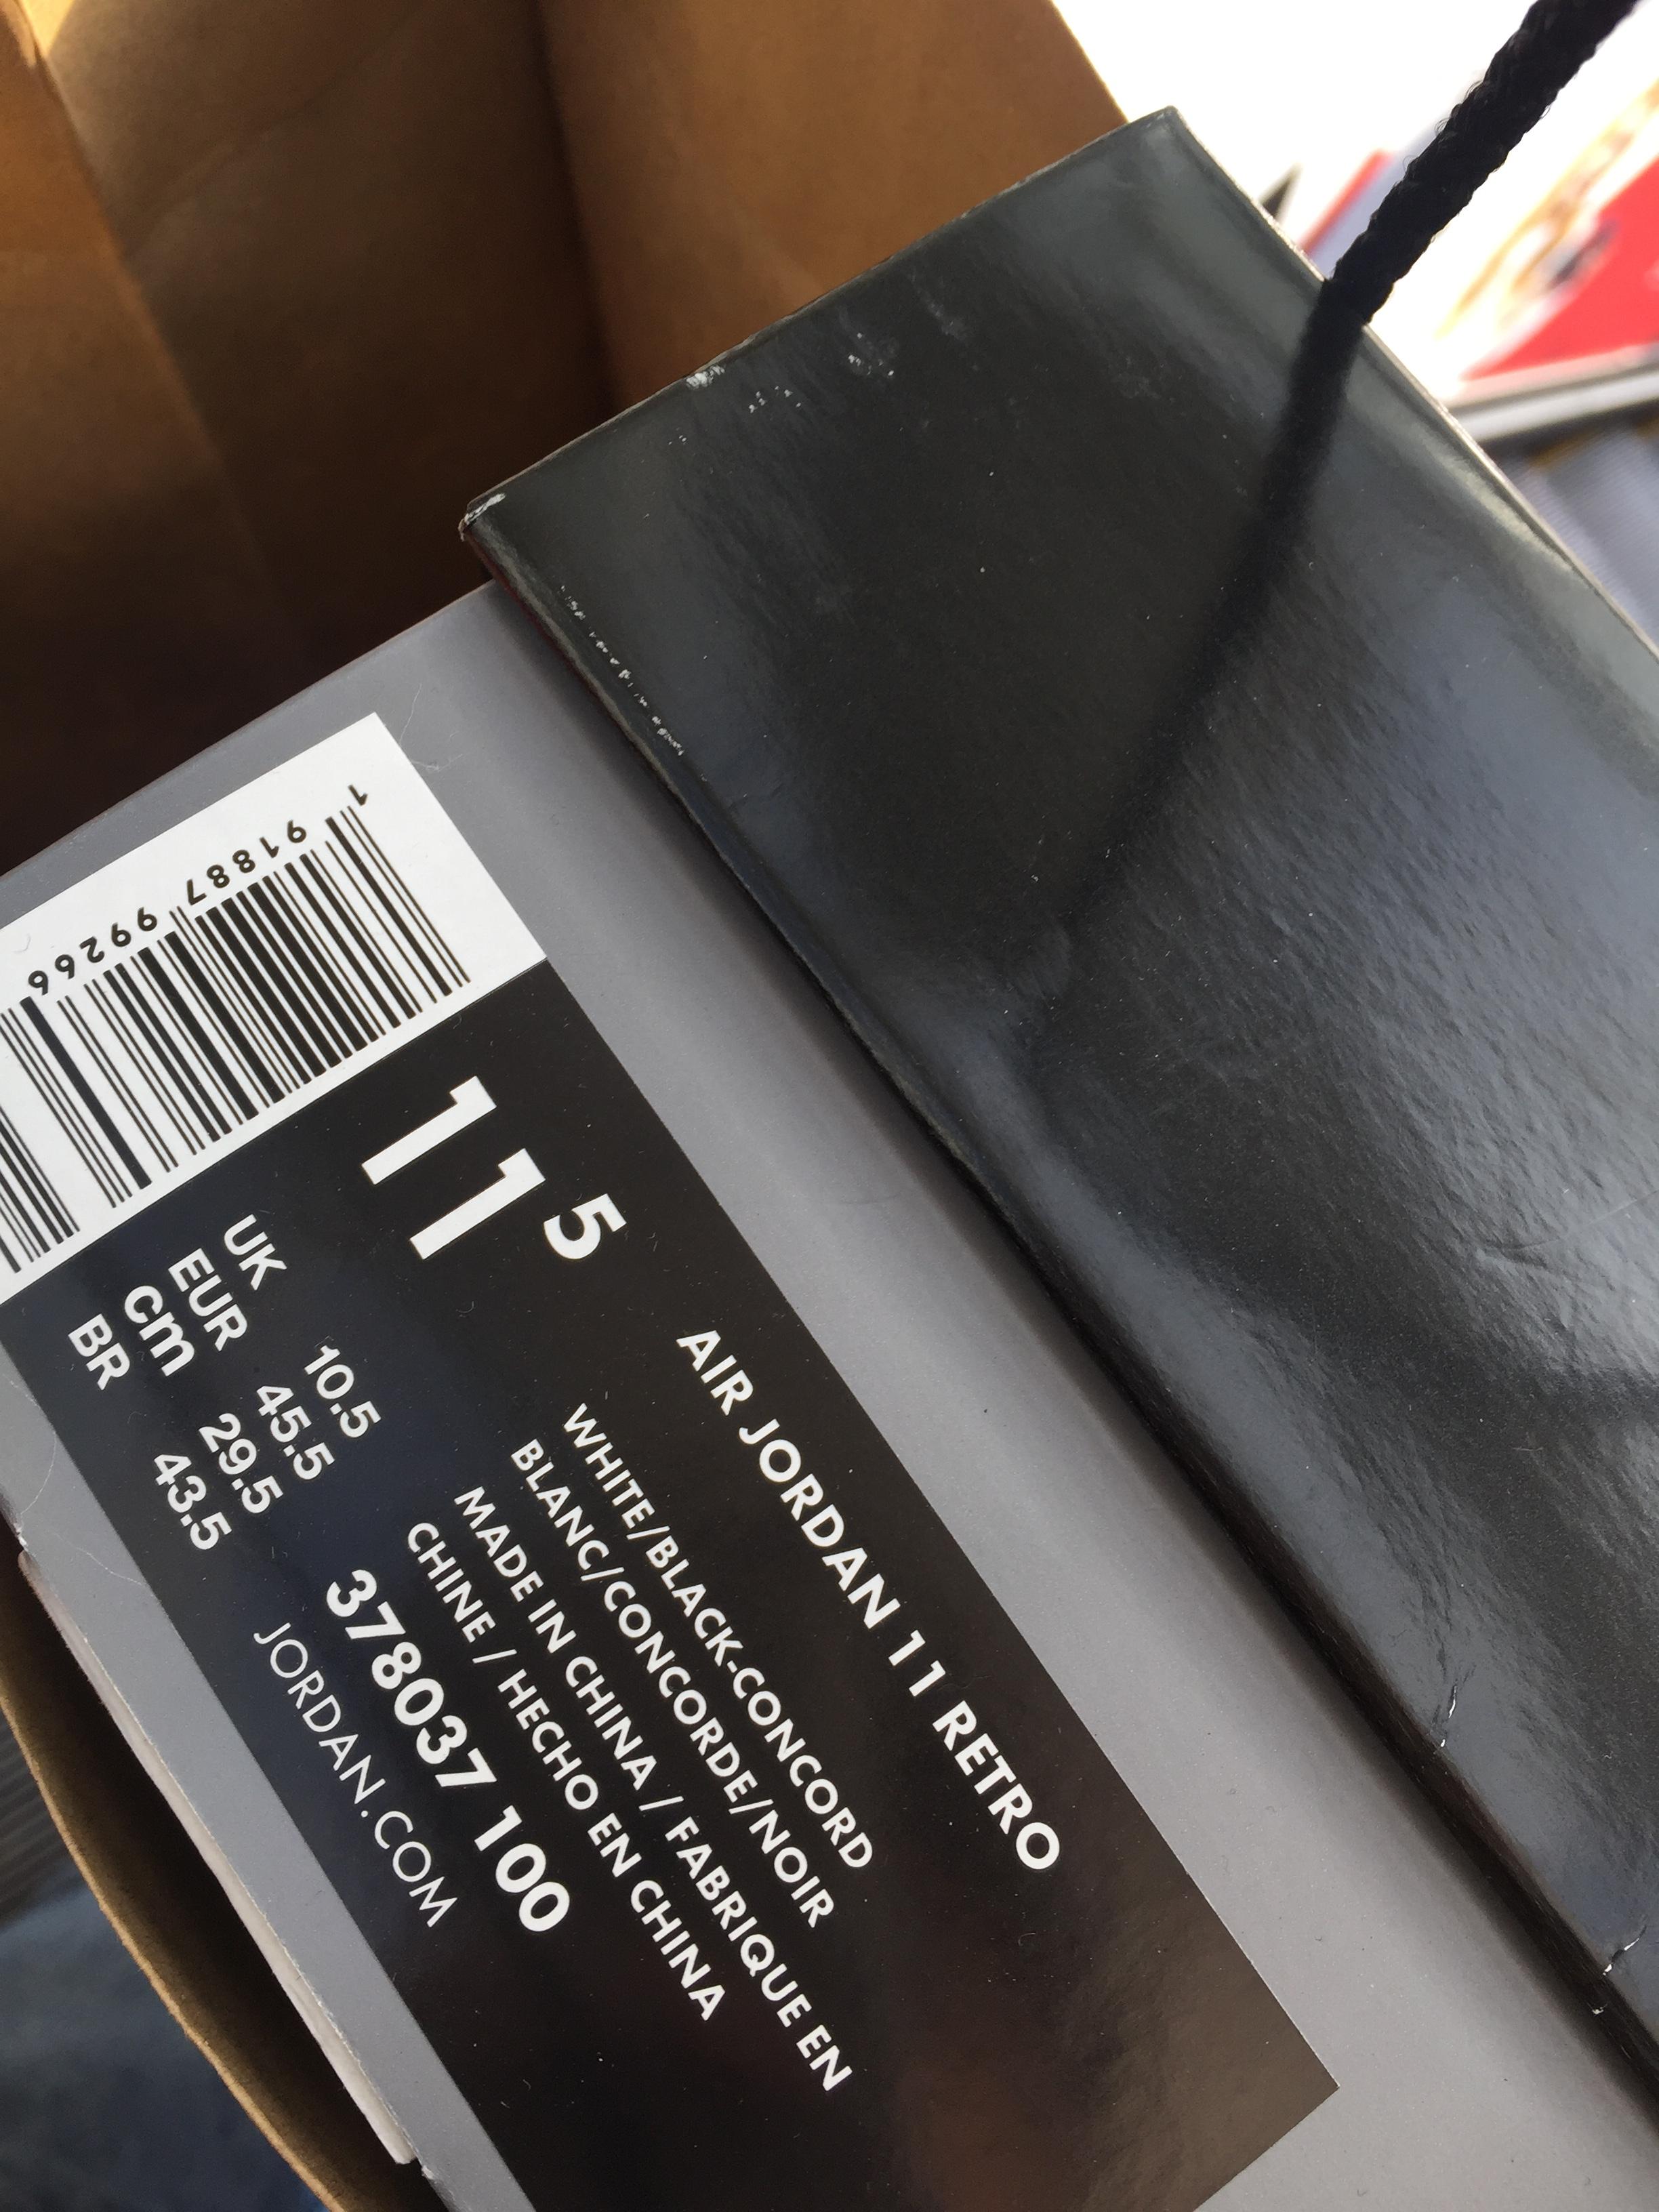 1 91887 99266
11 5
AIR JORDAN 11 RETRO
WHITE/BLACK-CONCORD
BLANC/CONCORDE/NOIR
MADE IN CHINA / FABRIQUE EN
CHINE / HECHO EN CHINA
UK 10.5
EUR 45.5
cm 29.5
BR 43.5
378037 100
JORDAN.COM